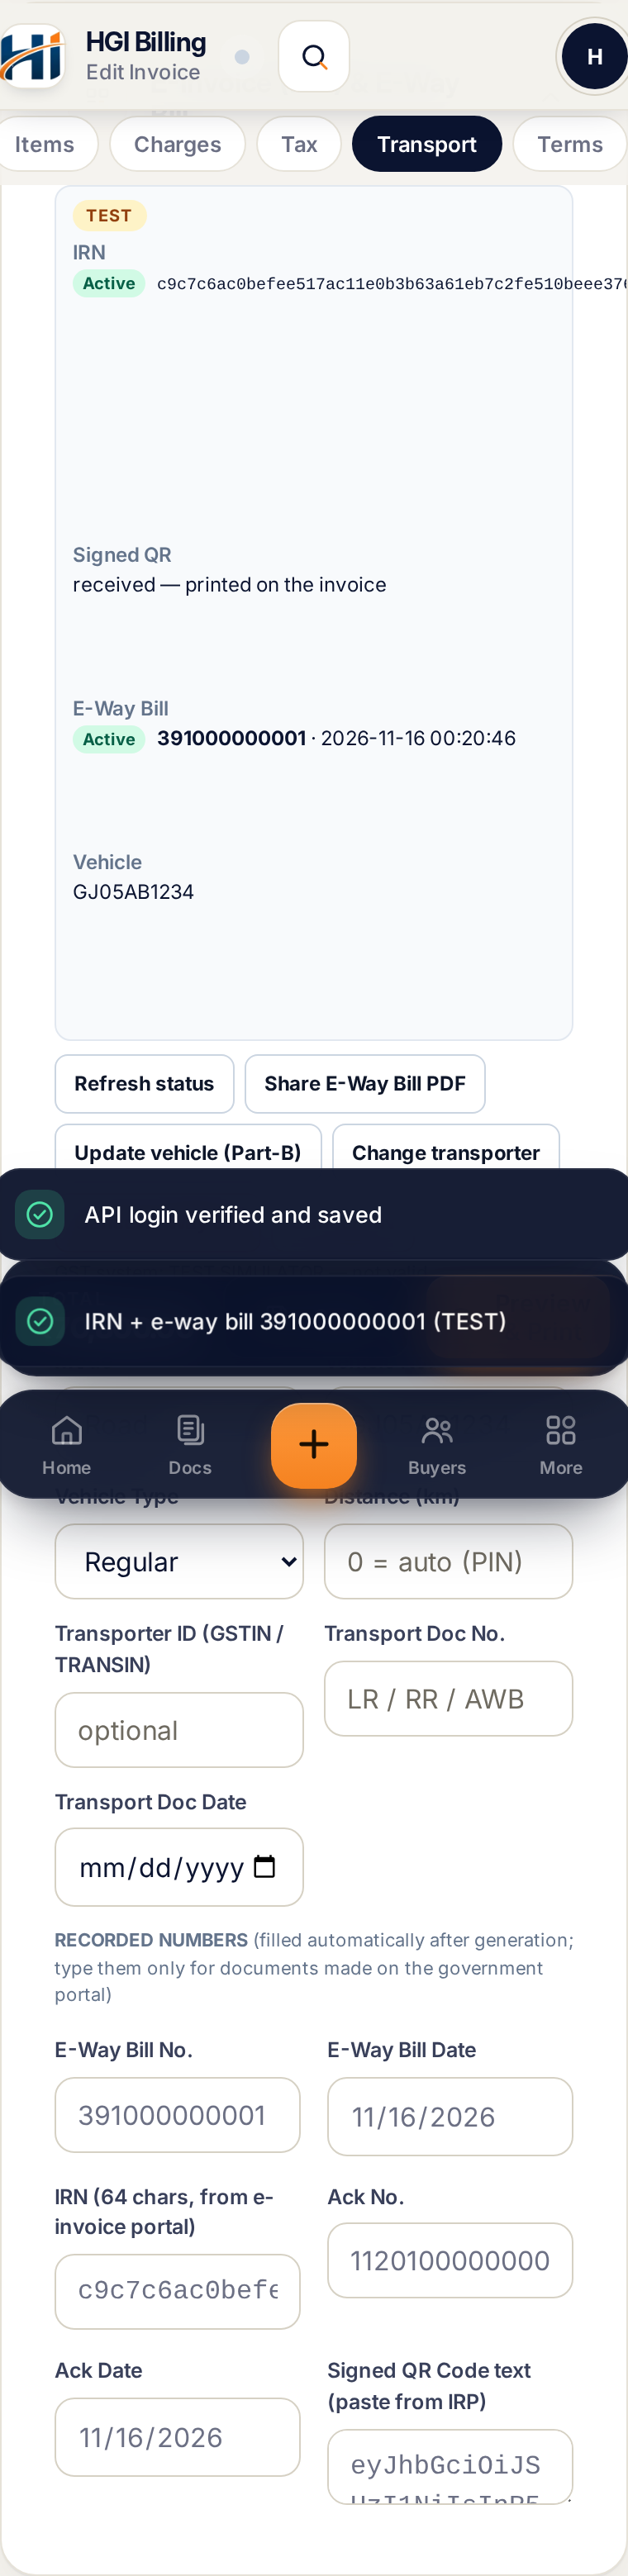 HGI Billing
Edit Invoice
H
Items
Charges
Tax
Transport
Terms
TEST
IRN
Active c9c7c6ac0befee517ac11e0b3b63a61eb7c2fe510beee376
Signed QR
received — printed on the invoice
E-Way Bill
Active 391000000001 · 2026-11-16 00:20:46
Vehicle
GJ05AB1234
Refresh status
Share E-Way Bill PDF
Update vehicle (Part-B)
Change transporter
API login verified and saved
IRN + e-way bill 391000000001 (TEST)
Home
Docs
Buyers
More
Vehicle Type
Distance (km)
Regular
0 = auto (PIN)
Transporter ID (GSTIN /
TRANSIN)
Transport Doc No.
optional
LR / RR / AWB
Transport Doc Date
mm/dd/yyyy
RECORDED NUMBERS (filled automatically after generation;
type them only for documents made on the government
portal)
E-Way Bill No.
E-Way Bill Date
391000000001
11/16/2026
IRN (64 chars, from e-
invoice portal)
Ack No.
c9c7c6ac0befe
1120100000000
Ack Date
Signed QR Code text
(paste from IRP)
11/16/2026
eyJhbGciOiJS